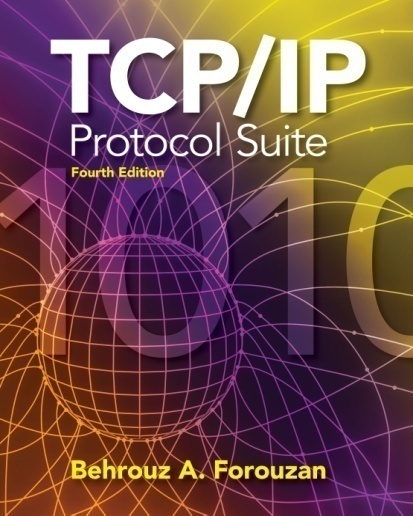 TCP/IP
Protocol Suite
Fourth Edition
1010
Behrouz A. Forouzan